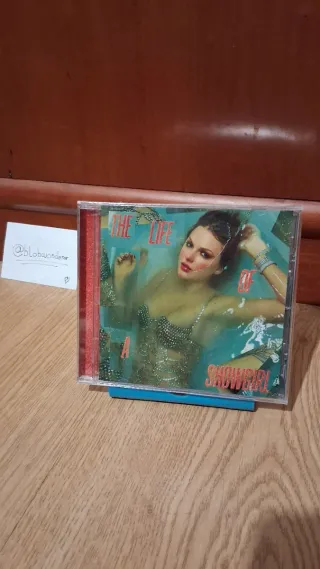 THE LIFE
OF
A
SHOWGIRL